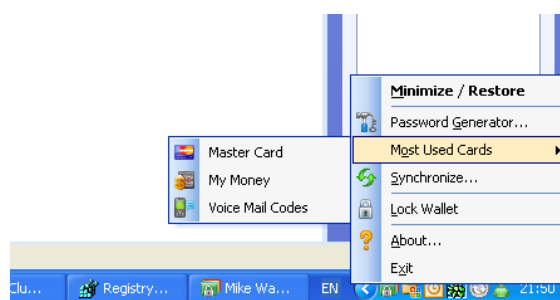 Minimize / Restore
Password Generator...
Most Used Cards
Synchronize...
Lock Wallet
About...
Exit
Master Card
My Money
Voice Mail Codes
Clu...
Registry...
Mike Wa...
EN
21:50